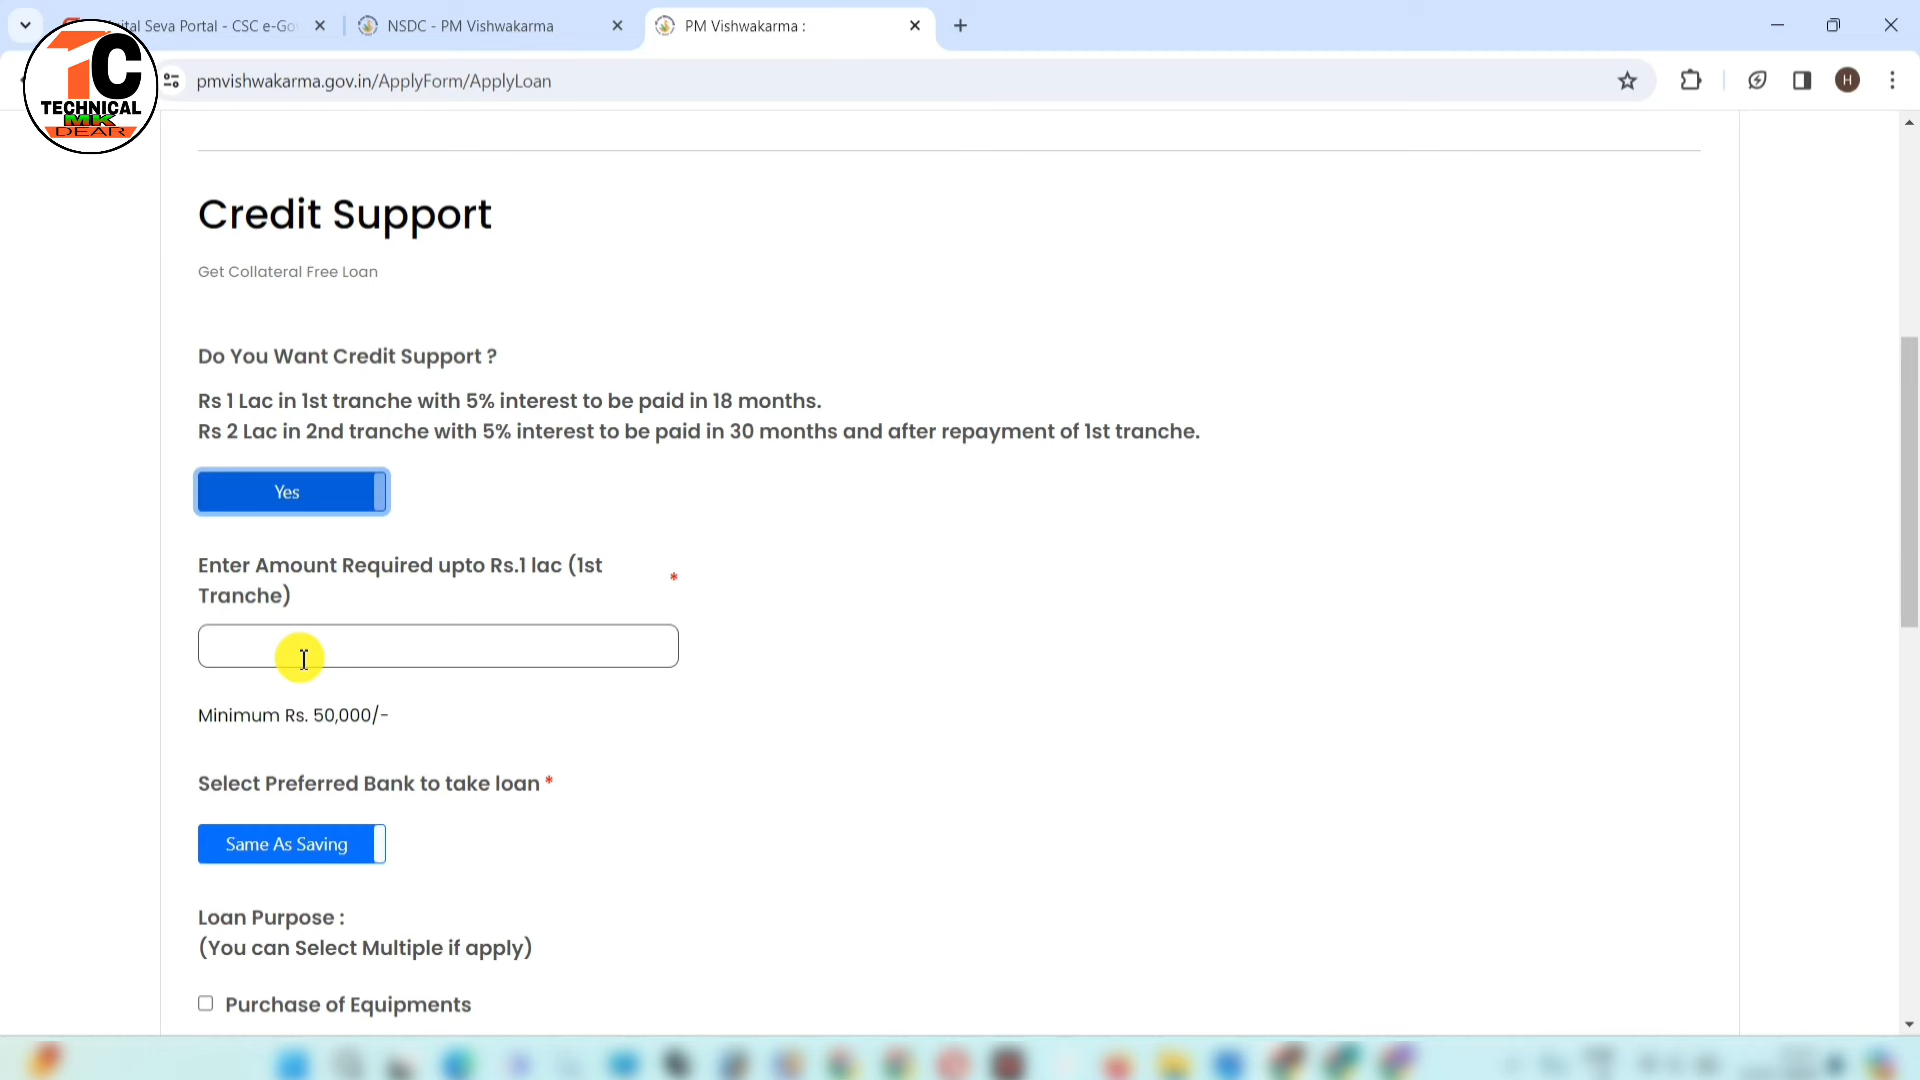 ital Seva Portal - CSC e-Go
NSDC - PM Vishwakarma
PM Vishwakarma :
TC
TECHNICAL
MK
DEAR
pmvishwakarma.gov.in/ApplyForm/ApplyLoan
H
Credit Support
Get Collateral Free Loan
Do You Want Credit Support ?
Rs 1 Lac in 1st tranche with 5% interest to be paid in 18 months.
Rs 2 Lac in 2nd tranche with 5% interest to be paid in 30 months and after repayment of 1st tranche.
Yes
Enter Amount Required upto Rs.1 lac (1st
Tranche) *
Minimum Rs. 50,000/-
Select Preferred Bank to take loan *
Same As Saving
Loan Purpose :
(You can Select Multiple if apply)
Purchase of Equipments